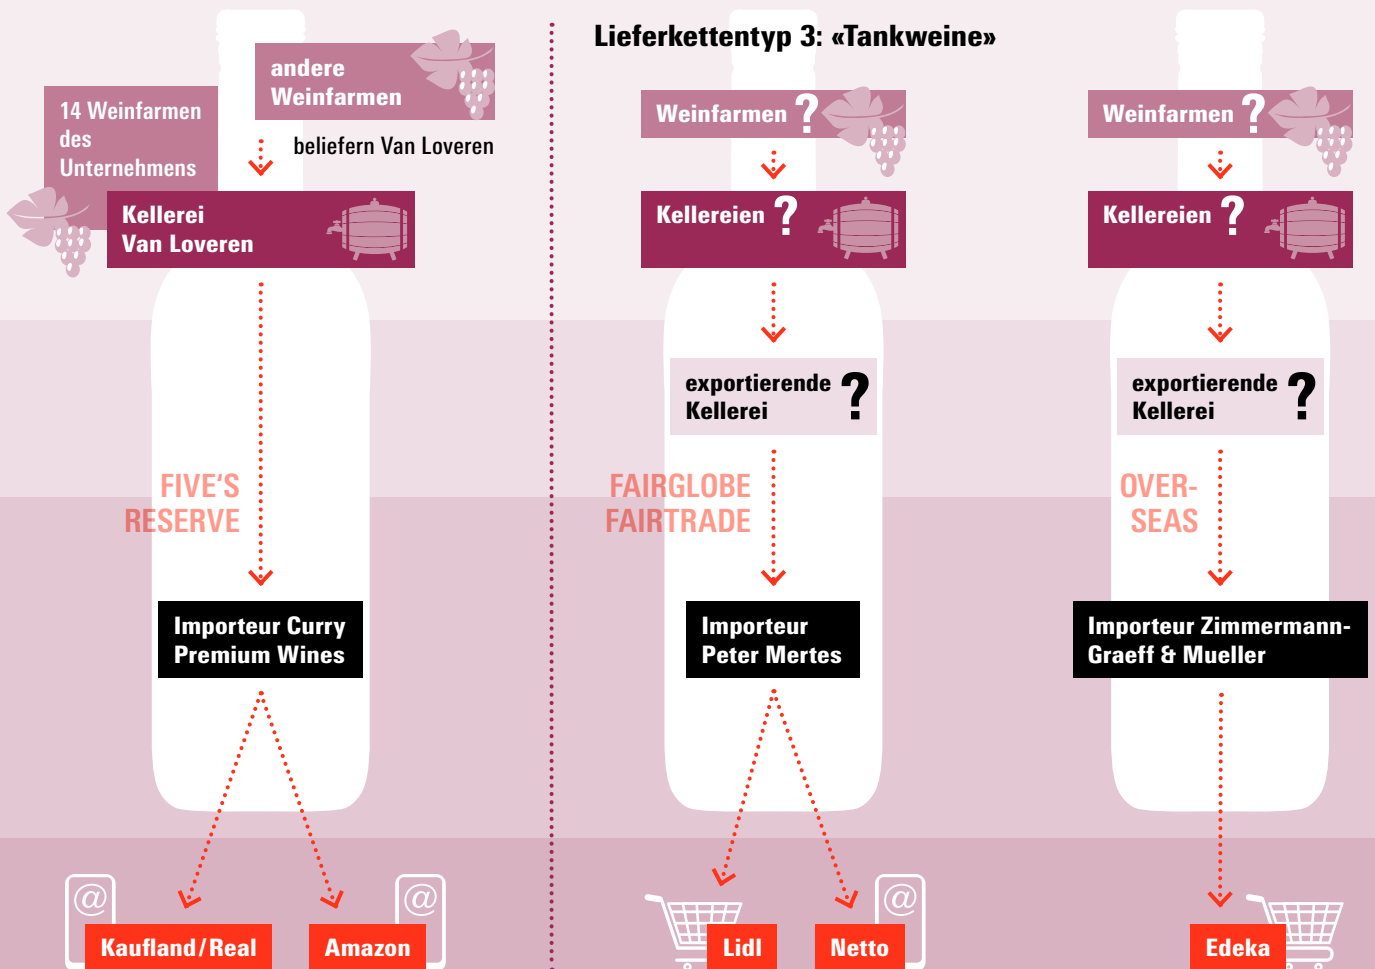 Lieferkettentyp 3: «Tankweine»
andere
Weinfarmen
14 Weinfarmen
des
Unternehmens
beliefern Van Loveren
Kellerei
Van Loveren
FIVE'S
RESERVE
Importeur Curry
Premium Wines
@
Kaufland/Real
@
Amazon
Weinfarmen ?
Kellereien ?
exportierende
Kellerei ?
FAIRGLOBE
FAIRTRADE
Importeur
Peter Mertes
Lidl
@
Netto
Weinfarmen ?
Kellereien ?
exportierende
Kellerei ?
OVER-
SEAS
Importeur Zimmermann-
Graeff & Mueller
Edeka